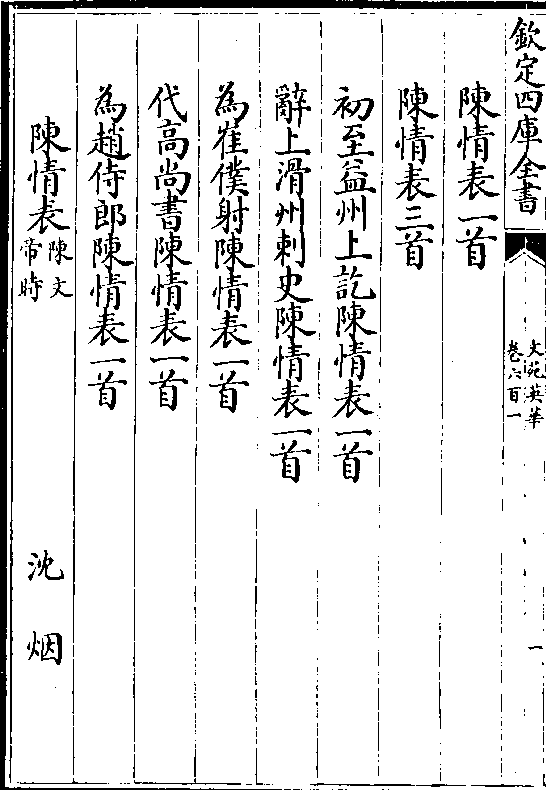 欽定四庫全書
文苑英華
卷六百一
一
陳情表一首
陳情表三首
初至益州上訖陳情表一首
辭上滑州刺史陳情表一首
為崔僕射陳情表一首
代高尚書陳情表一首
為趙侍郎陳情表一首
陳情表 陳文帝時 沈烟